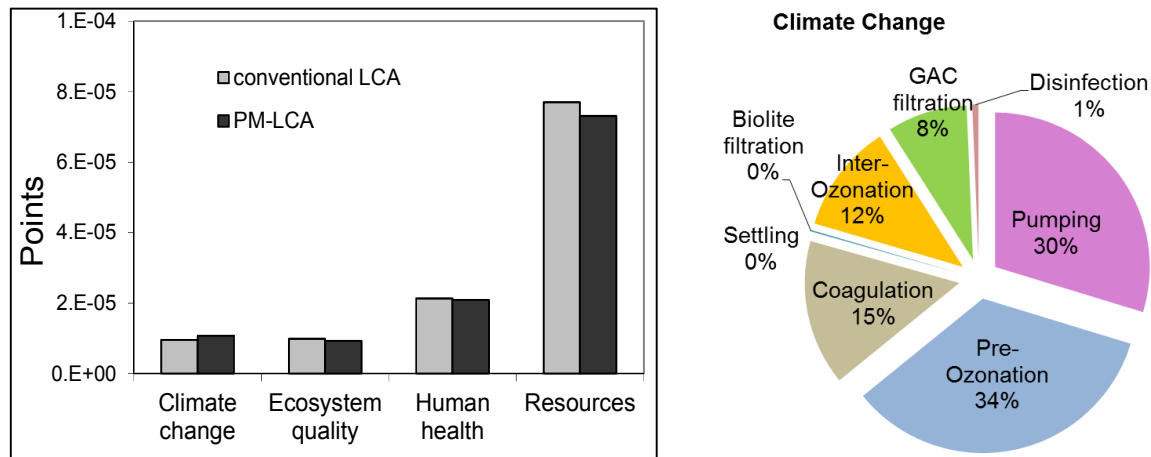 1.E-04
8.E-05
6.E-05
4.E-05
2.E-05
0.E+00
Points
conventional LCA
PM-LCA
Climate
change
Ecosystem
quality
Human
health
Resources
Climate Change
GAC
filtration
8%
Disinfection
1%
Biolite
filtration
0%
Inter-
Ozonation
12%
Pumping
30%
Settling
0%
Coagulation
15%
Pre-
Ozonation
34%